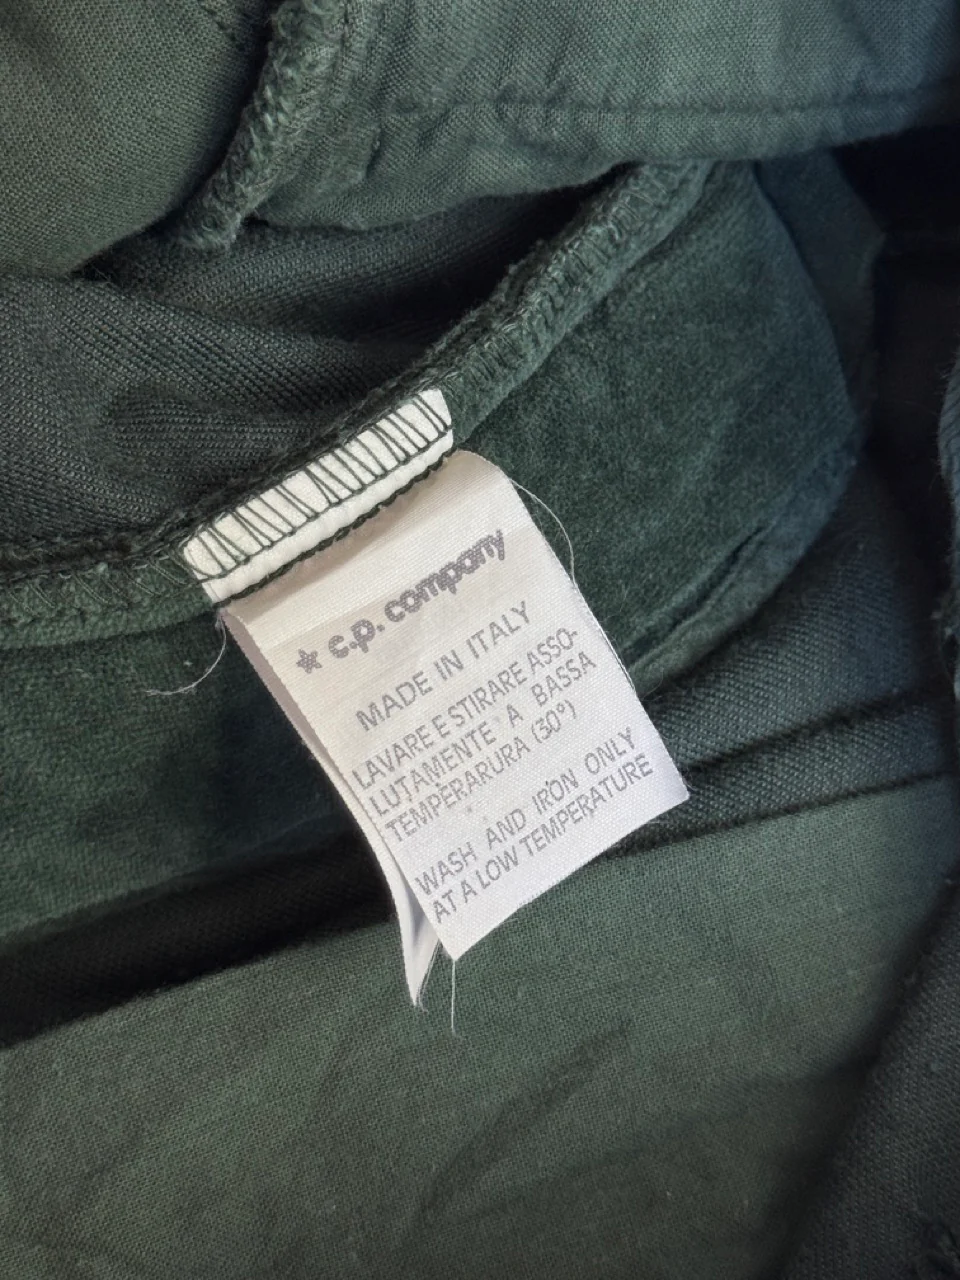 c.p. company
MADE IN ITALY
LAVARE E STIRARE ASSO-
LUTAMENTE A BASSA
TEMPERARURA (30°)
WASH AND IRON ONLY
AT A LOW TEMPERATURE